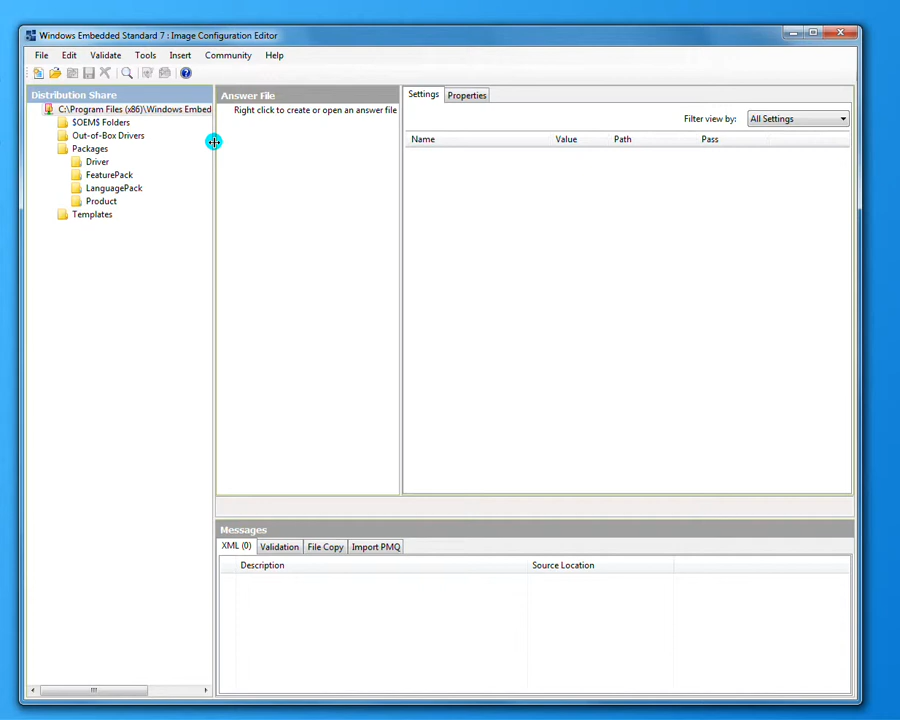 Windows Embedded Standard 7 : Image Configuration Editor
File Edit Validate Tools Insert Community Help
Distribution Share
C:\Program Files (x86)\Windows Embed
$OEM$ Folders
Out-of-Box Drivers
Packages
Driver
FeaturePack
LanguagePack
Product
Templates
Answer File
Right click to create or open an answer file
Settings Properties
Filter view by: All Settings
Name Value Path Pass
Messages
XML (0) Validation File Copy Import PMQ
Description Source Location